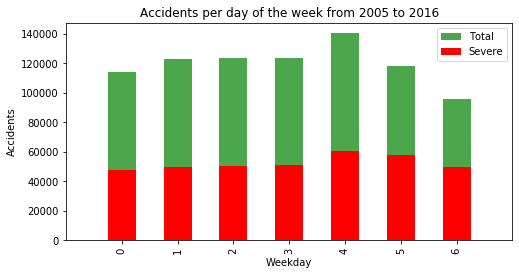 Accidents per day of the week from 2005 to 2016
Total
Severe
Accidents
140000
120000
100000
80000
60000
40000
20000
0
0 1 2 3 4 5 6
Weekday